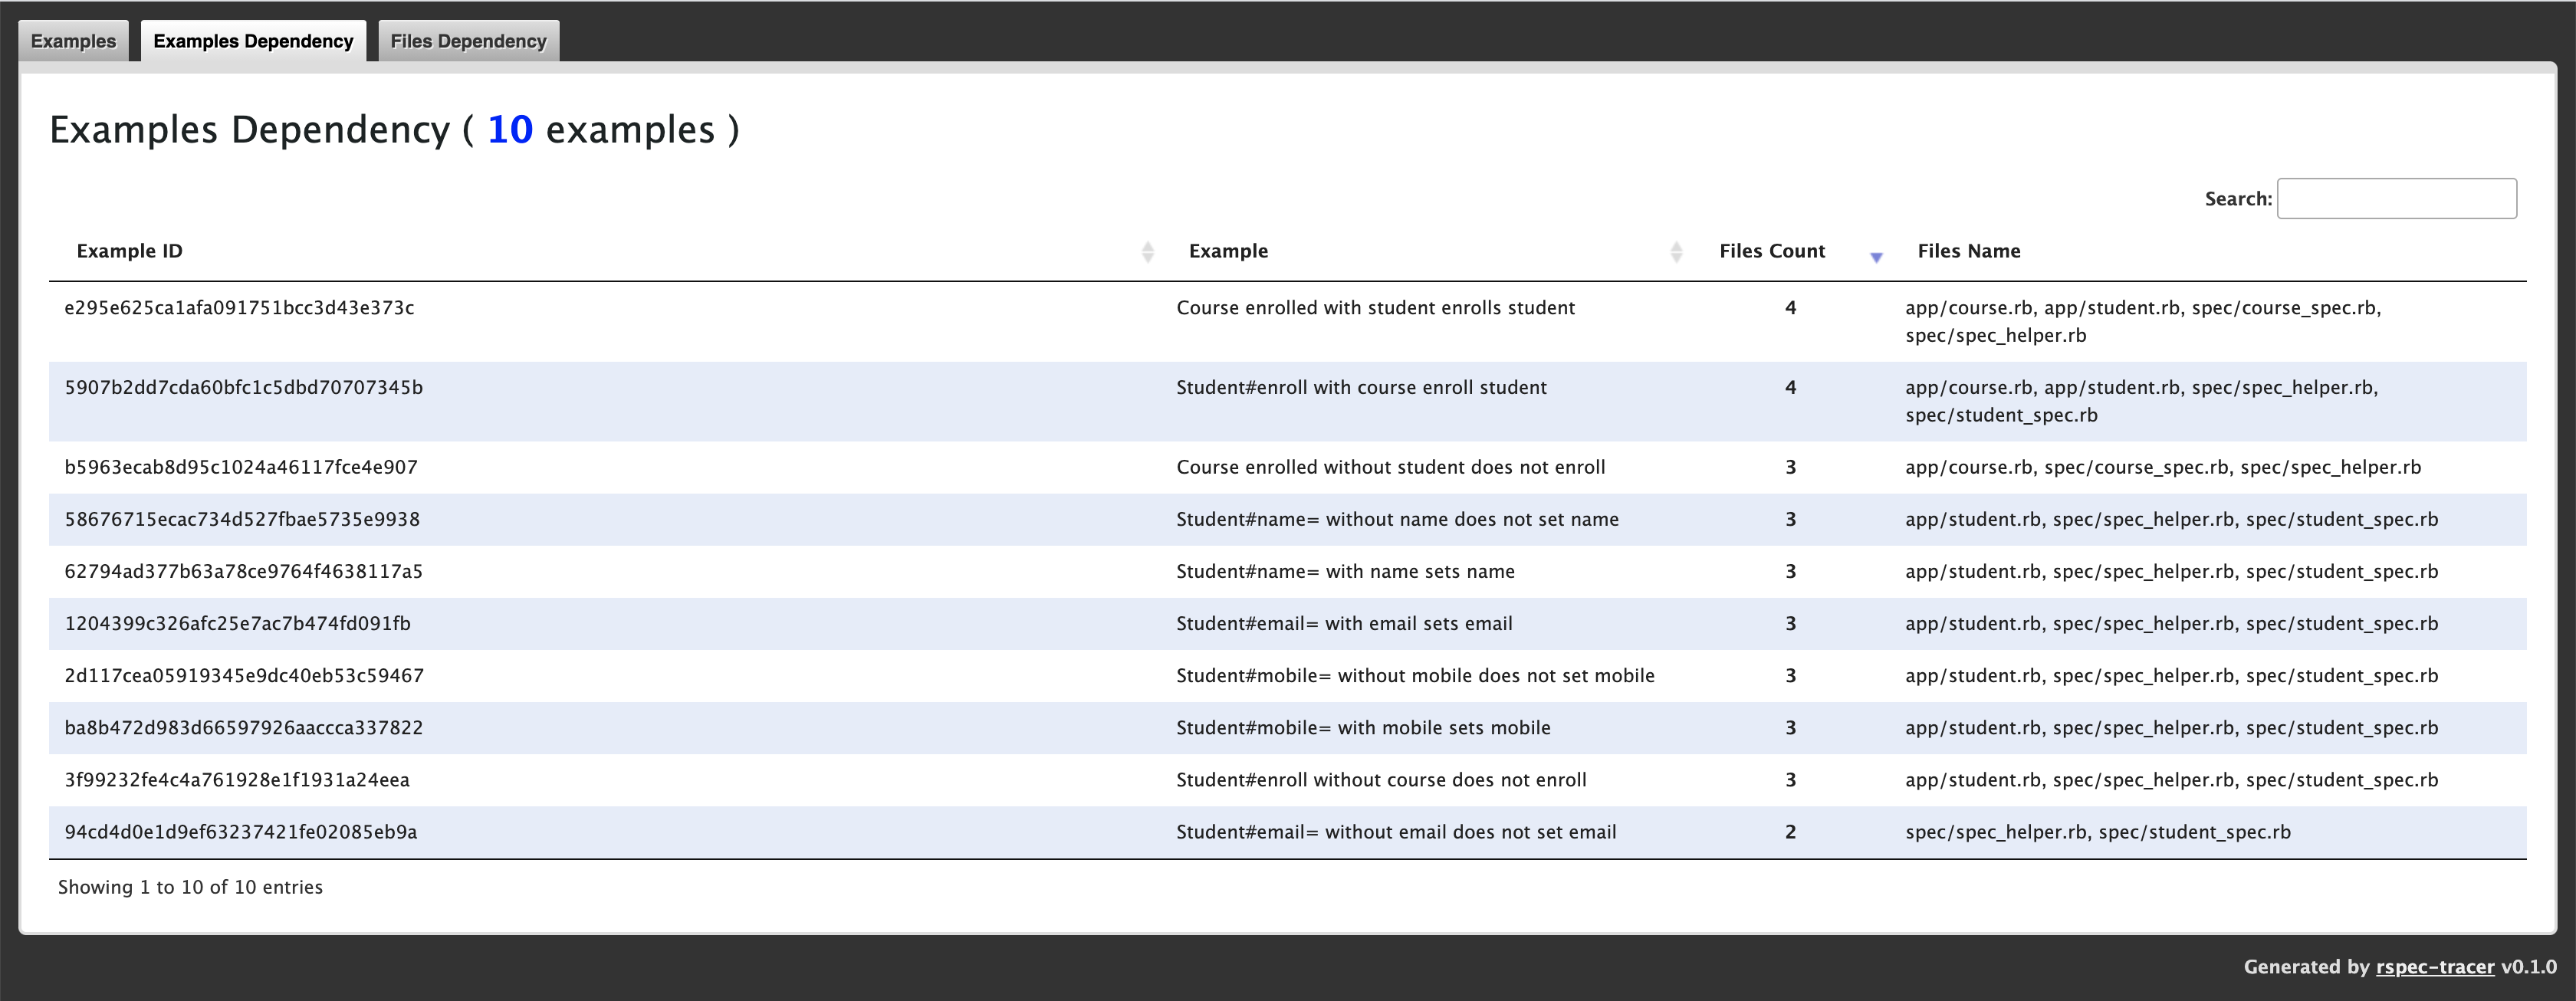 Examples Examples Dependency Files Dependency
Examples Dependency ( 10 examples )
Search:
Example ID Example Files Count Files Name
e295e625ca1afa091751bcc3d43e373c Course enrolled with student enrolls student 4 app/course.rb, app/student.rb, spec/course_spec.rb,
spec/spec_helper.rb
5907b2dd7cda60bfc1c5dbd70707345b Student#enroll with course enroll student 4 app/course.rb, app/student.rb, spec/spec_helper.rb,
spec/student_spec.rb
b5963ecab8d95c1024a46117fce4e907 Course enrolled without student does not enroll 3 app/course.rb, spec/course_spec.rb, spec/spec_helper.rb
58676715ecac734d527fbae5735e9938 Student#name= without name does not set name 3 app/student.rb, spec/spec_helper.rb, spec/student_spec.rb
62794ad377b63a78ce9764f4638117a5 Student#name= with name sets name 3 app/student.rb, spec/spec_helper.rb, spec/student_spec.rb
1204399c326afc25e7ac7b474fd091fb Student#email= with email sets email 3 app/student.rb, spec/spec_helper.rb, spec/student_spec.rb
2d117cea05919345e9dc40eb53c59467 Student#mobile= without mobile does not set mobile 3 app/student.rb, spec/spec_helper.rb, spec/student_spec.rb
ba8b472d983d66597926aaccca337822 Student#mobile= with mobile sets mobile 3 app/student.rb, spec/spec_helper.rb, spec/student_spec.rb
3f99232fe4c4a761928e1f1931a24eea Student#enroll without course does not enroll 3 app/student.rb, spec/spec_helper.rb, spec/student_spec.rb
94cd4d0e1d9ef63237421fe02085eb9a Student#email= without email does not set email 2 spec/spec_helper.rb, spec/student_spec.rb
Showing 1 to 10 of 10 entries
Generated by rspec-tracer v0.1.0